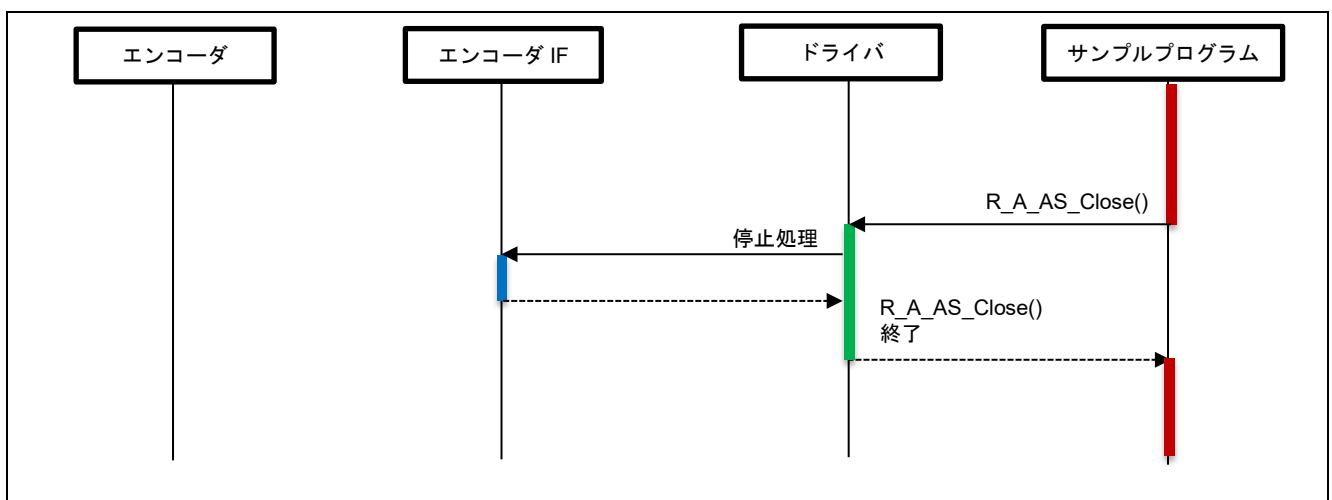 エンコーダ
エンコーダ IF
ドライバ
サンプルプログラム
R_A_AS_Close()
停止処理
R_A_AS_Close()
終了